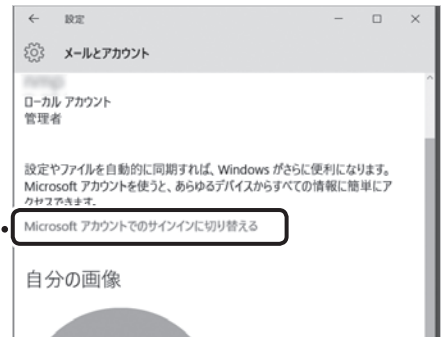 設定
メールとアカウント
ローカル アカウント
管理者
設定やファイルを自動的に同期すれば、Windows がさらに便利になります。
Microsoft アカウントを使うと、あらゆるデバイスからすべての情報に簡単にア
クセスできます。
Microsoft アカウントでのサインインに切り替える
自分の画像